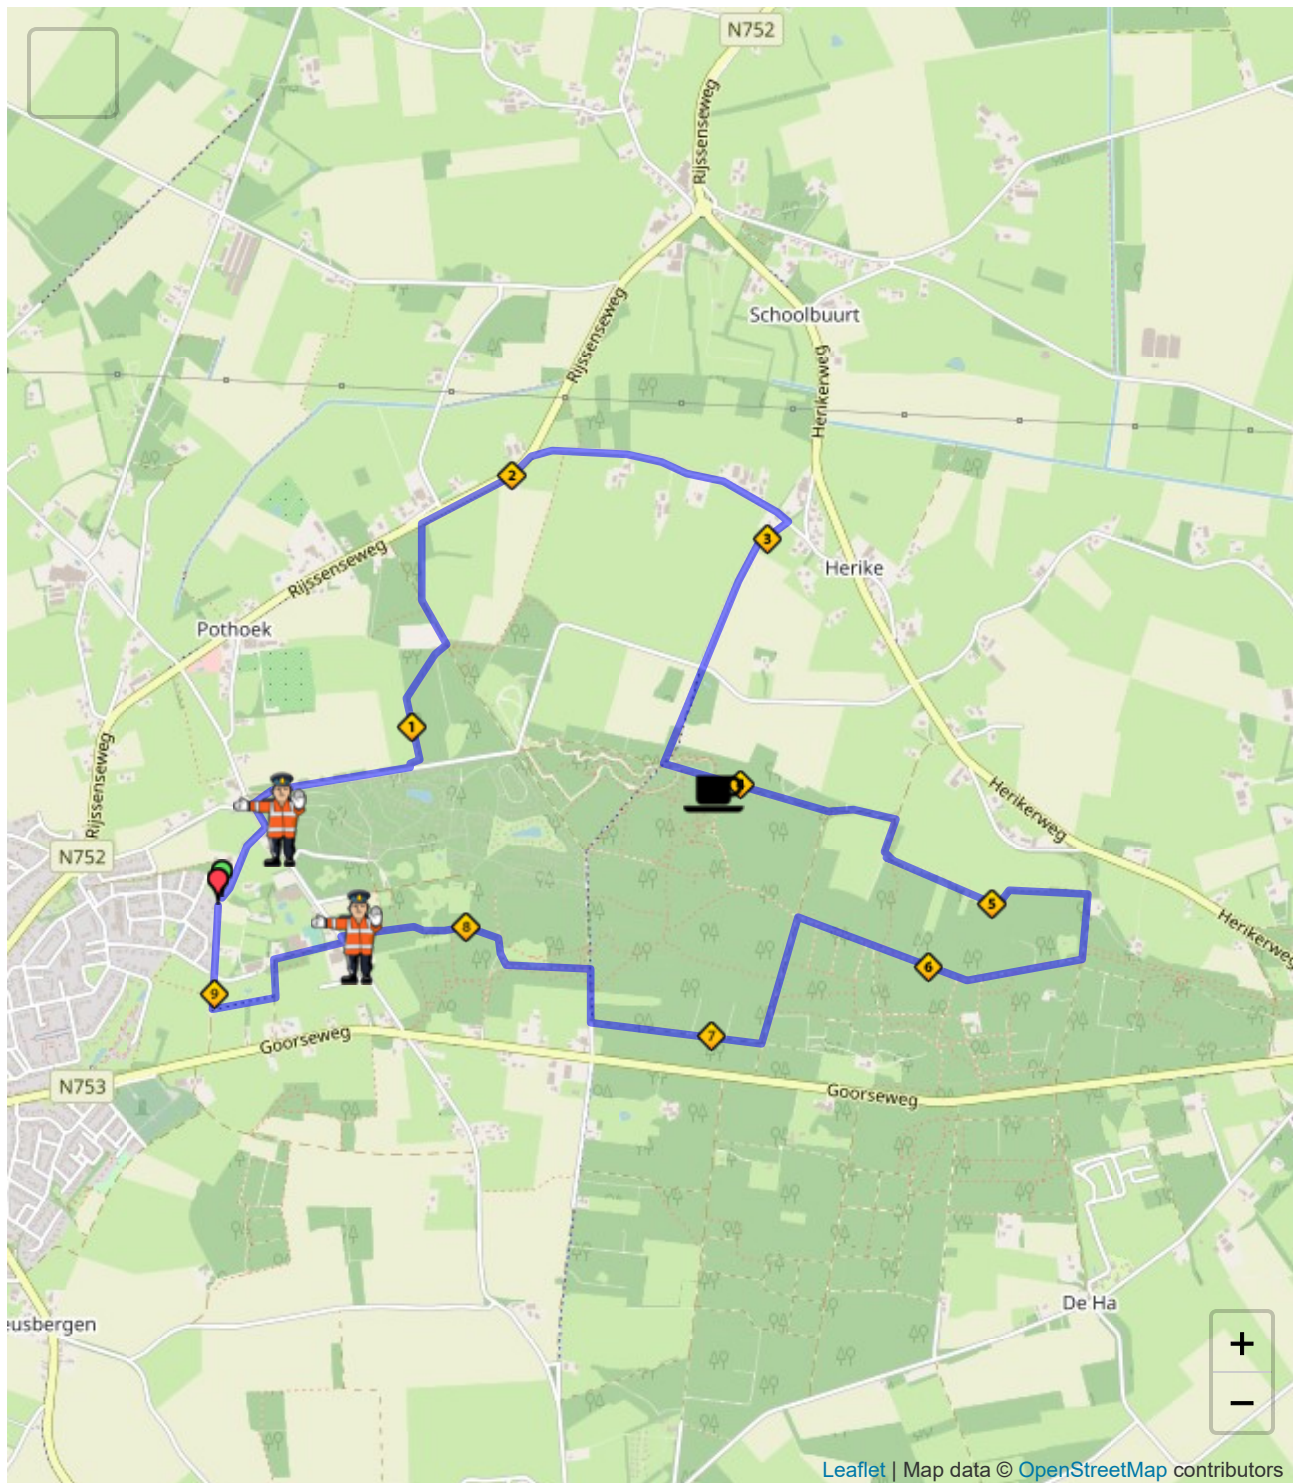 N752
Rijssenseweg
Schoolbuurt
Rijssenseweg
Herikerweg
2
3
Rijssenseweg
Herike
Pothoek
1
Rijssenseweg
Herikerweg
N752
5
Herikerweg
8
6
9
7
Goorseweg
N753
Goorseweg
De Ha
eusbergen
+
−
Leaflet | Map data © OpenStreetMap contributors